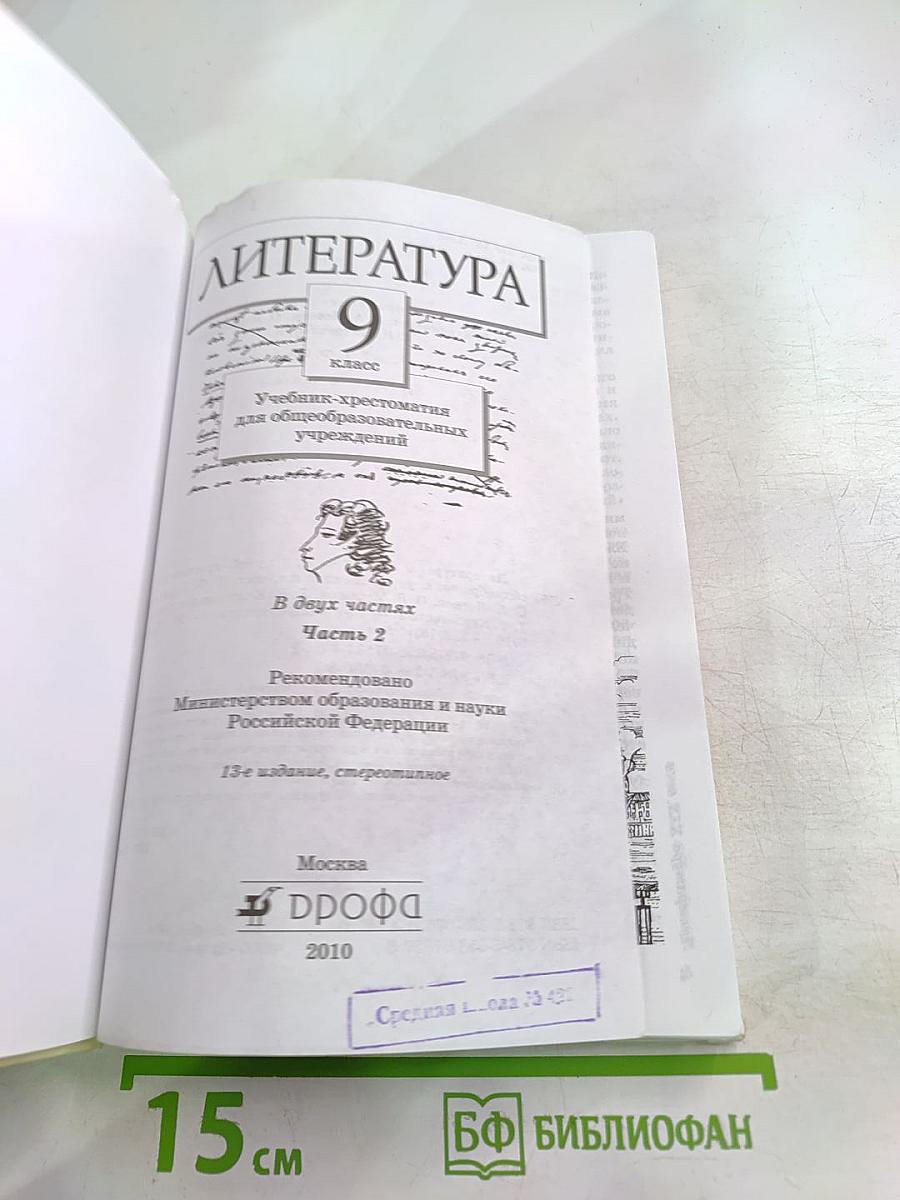 ЛИТЕРАТУРА
9
класс
Учебник-хрестоматия
для общеобразовательных
учреждений
В двух частях
Часть 2
Рекомендовано
Министерством образования и науки
Российской Федерации
13-е издание, стереотипное
Москва
дрофа
2010
Средняя
15 см
БФ БИБЛИОФАН